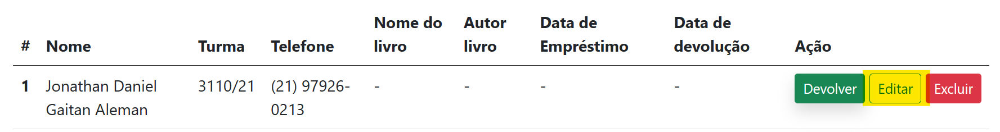 # Nome Turma Telefone Nome do livro Autor livro Data de Empréstimo Data de devolução Ação
1 Jonathan Daniel Gaitan Aleman 3110/21 (21) 97926-0213 - - - - Devolver Editar Excluir